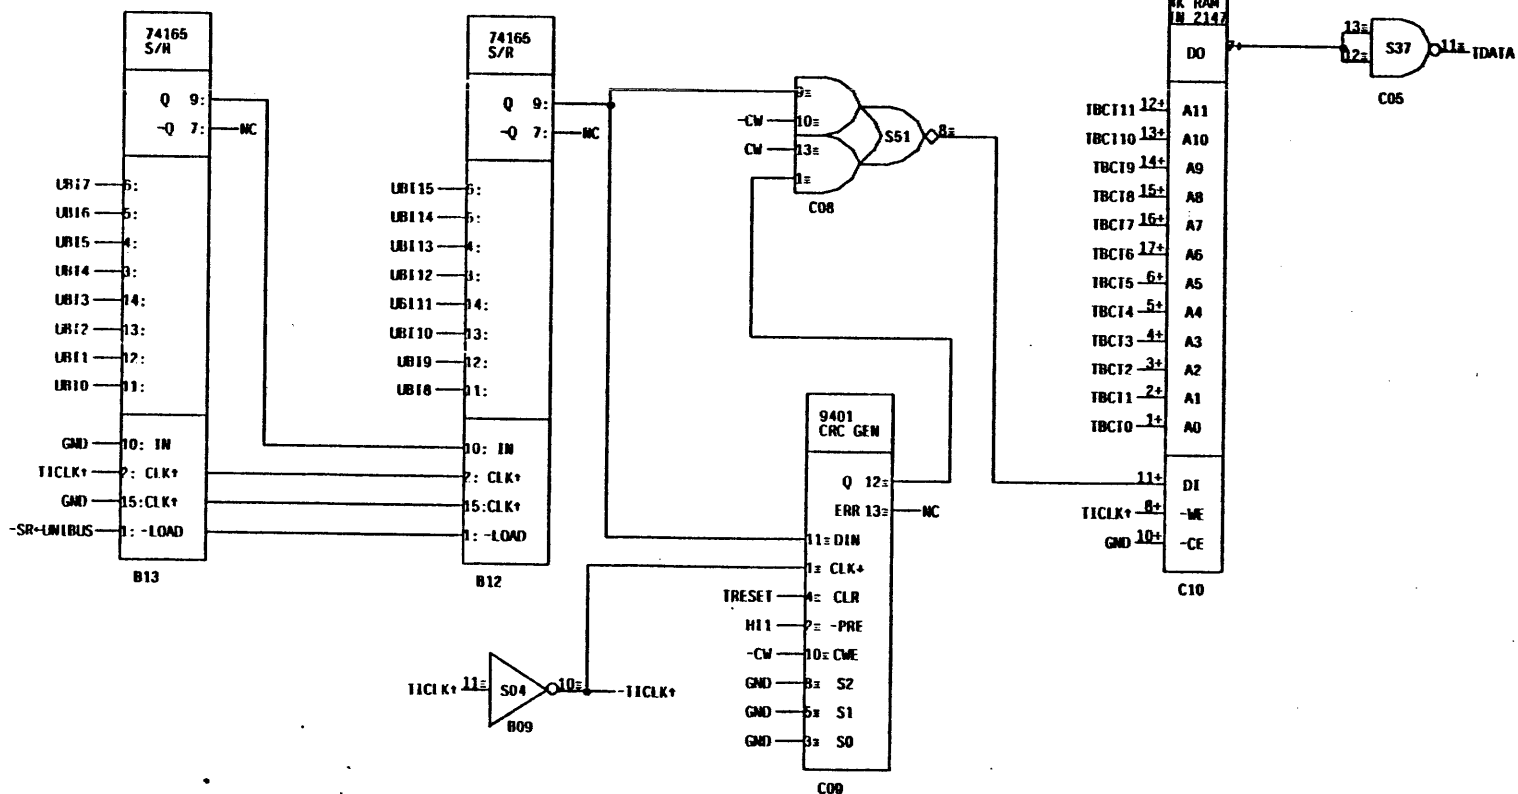 74165
S/R
Q 9:
-Q 7: NC
UBI7 6:
UBI6 5:
UBI5 4:
UBI4 3:
UBI3 14:
UBI2 13:
UBI1 12:
UBI0 11:
GND 10: IN
TICLK↑ 2: CLK↑
GND 15: CLK↑
-SR←UNIBUS 1: -LOAD
B13
74165
S/R
Q 9:
-Q 7: NC
UBI15 6:
UBI14 5:
UBI13 4:
UBI12 3:
UBI11 14:
UBI10 13:
UBI9 12:
UBI8 11:
10: IN
2: CLK↑
15: CLK↑
1: -LOAD
B12
TICLK↑ 11= S04 10= -TICLK↑
B09
9=
-CW 10=
CW 13=
1=
S51 8=
C08
9401
CRC GEN
Q 12=
ERR 13= NC
11= DIN
1= CLK↓
TRESET 4= CLR
HI1 2= -PRE
-CW 10= CWE
GND 8= S2
GND 5= S1
GND 3= S0
C09
RAM
IN 2147
DO 7+
TBCT11 12+ A11
TBCT10 13+ A10
TBCT9 14+ A9
TBCT8 15+ A8
TBCT7 16+ A7
TBCT6 17+ A6
TBCT5 6+ A5
TBCT4 5+ A4
TBCT3 4+ A3
TBCT2 3+ A2
TBCT1 2+ A1
TBCT0 1+ A0
11+ DI
TICLK↑ 8+ -WE
GND 10+ -CE
C10
13=
12=
S37 11= TDATA
C05